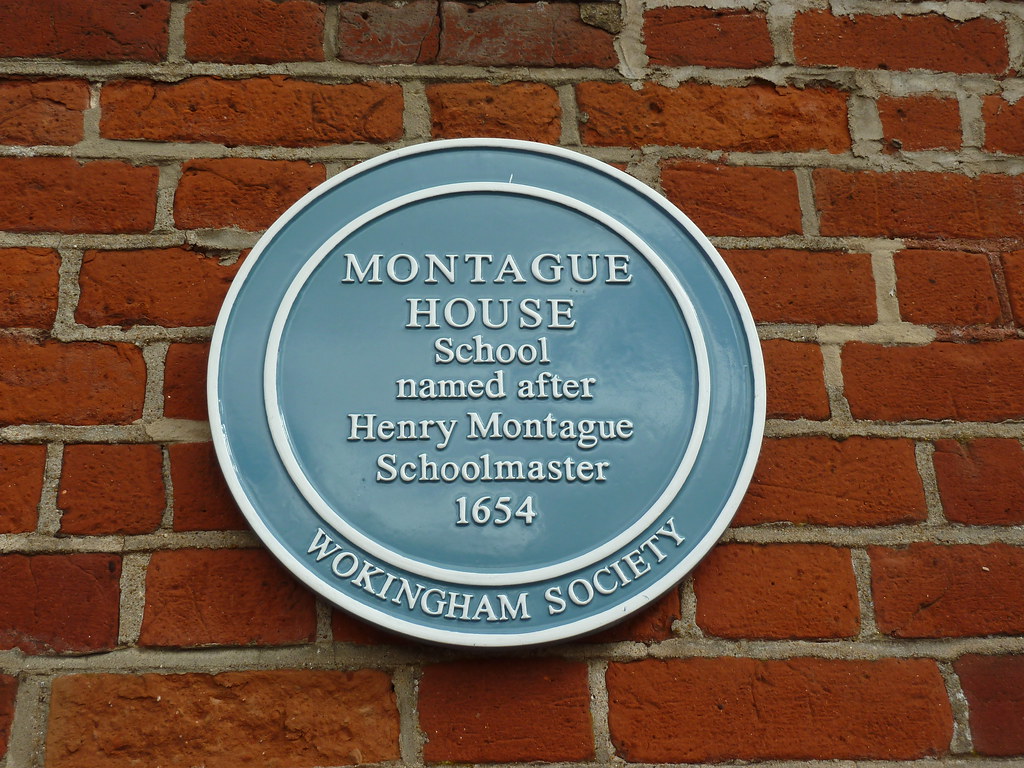 MONTAGUE
HOUSE
School
named after
Henry Montague
Schoolmaster
1654
WOKINGHAM SOCIETY